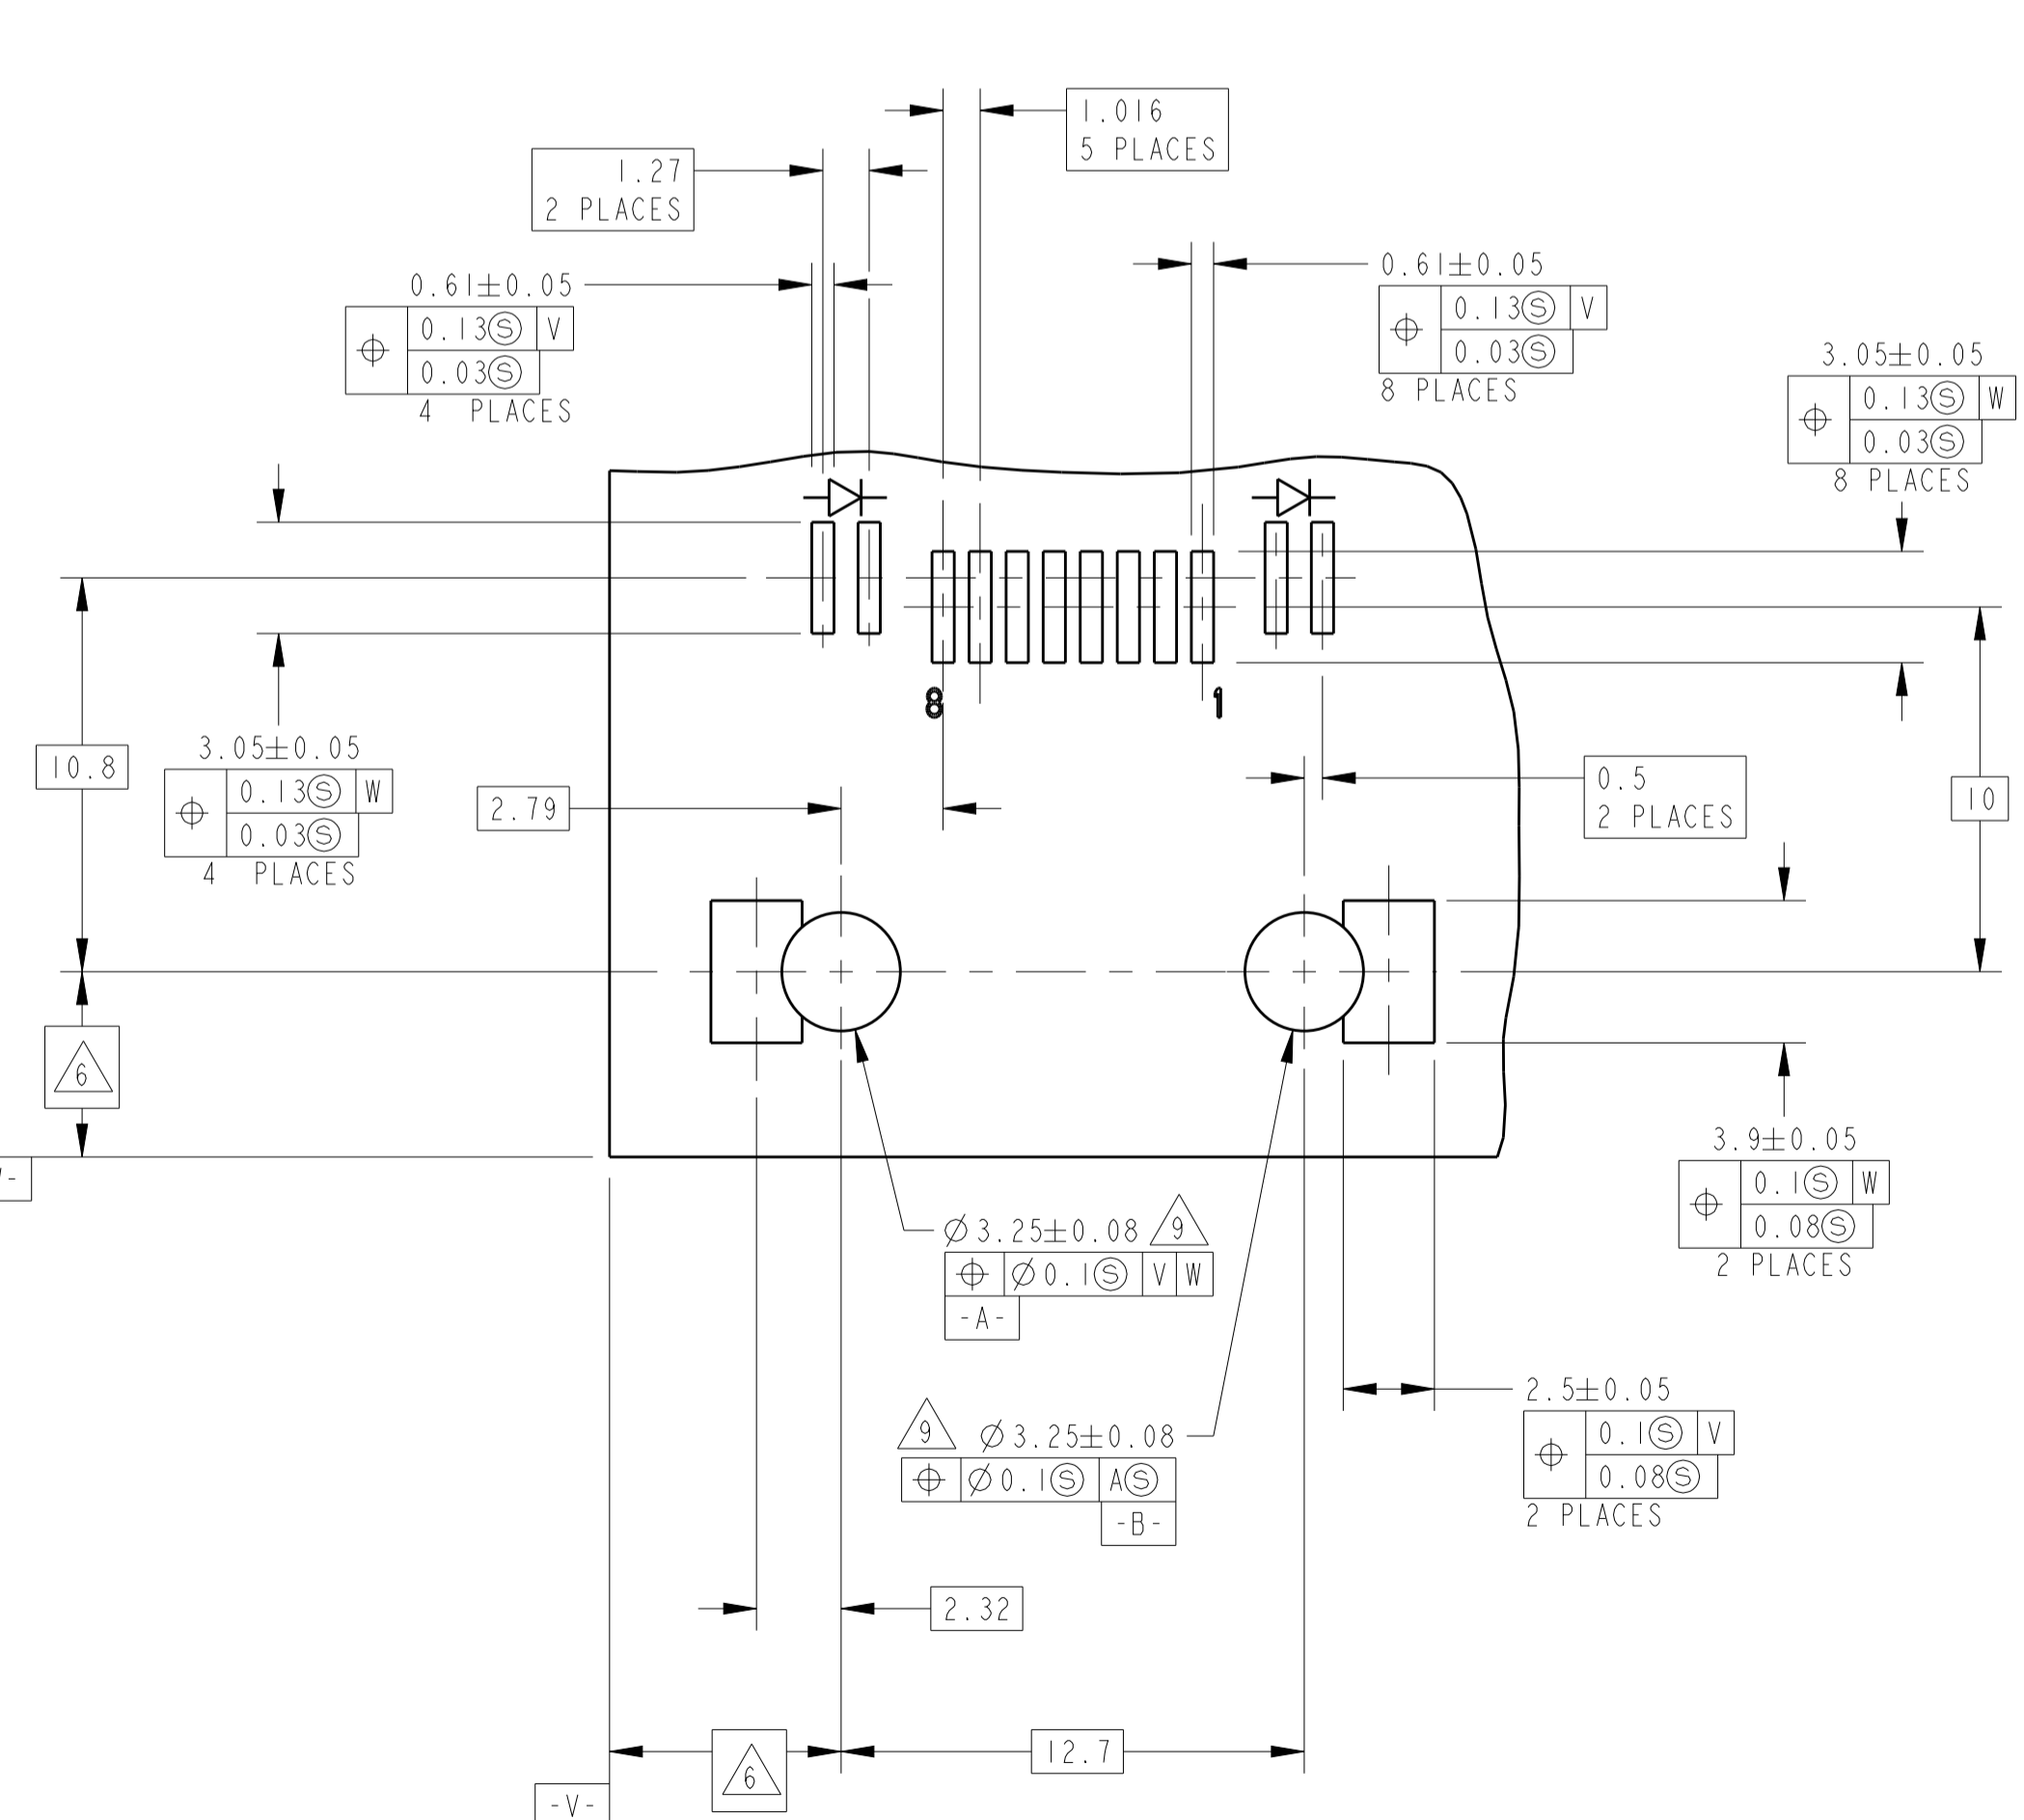 1.016
5 PLACES
1.27
2 PLACES
0.61±0.05
0.13Ⓢ V
0.03Ⓢ
8 PLACES
0.61±0.05
0.13Ⓢ V
0.03Ⓢ
4 PLACES
3.05±0.05
0.13Ⓢ W
0.03Ⓢ
8 PLACES
8 1
10.8
3.05±0.05
0.13Ⓢ W
0.03Ⓢ
4 PLACES
2.79
0.5
2 PLACES
10
6
3.9±0.05
0.1Ⓢ W
0.08Ⓢ
2 PLACES
⌀3.25±0.08 9
⌀0.1Ⓢ V W
-A-
2.5±0.05
0.1Ⓢ V
0.08Ⓢ
2 PLACES
9 ⌀3.25±0.08
⌀0.1Ⓢ AⓈ
-B-
2.32
6
12.7
-V-